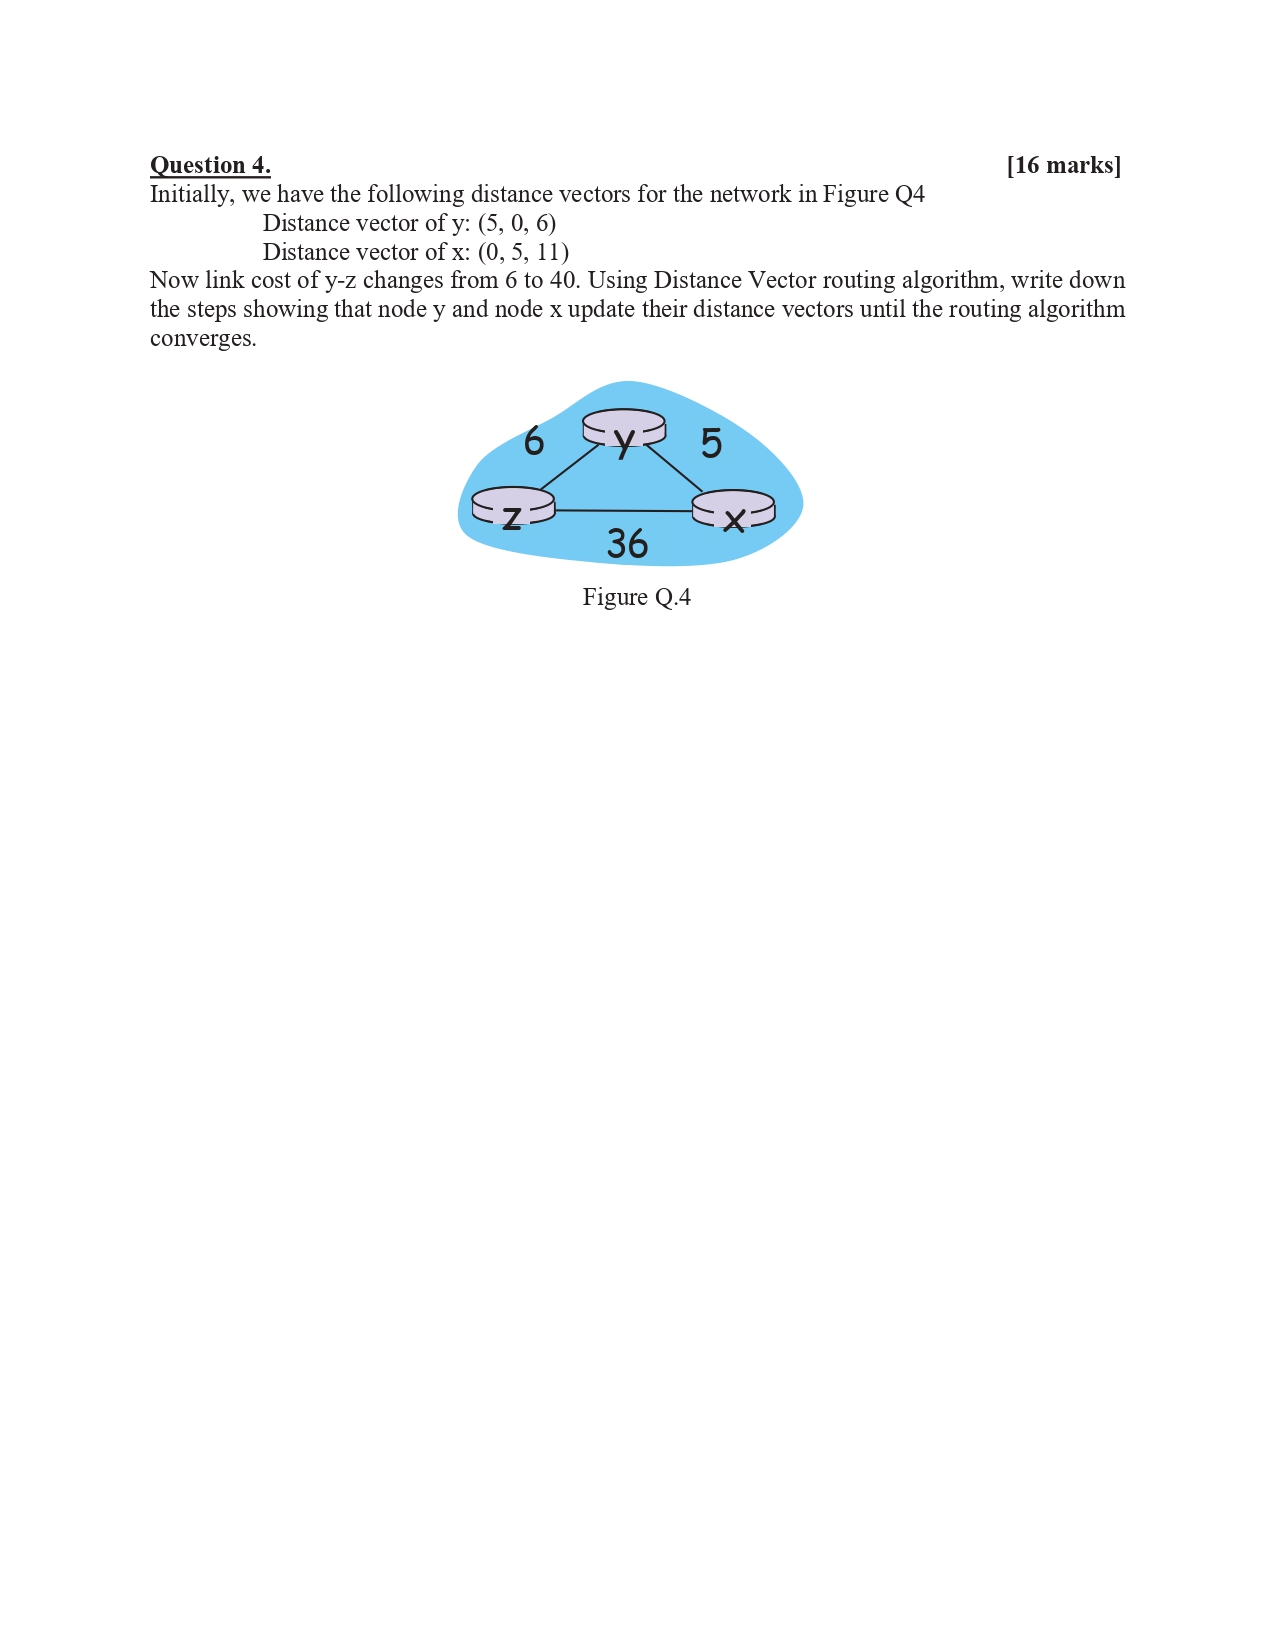 Question 4. [16 marks]
Initially, we have the following distance vectors for the network in Figure Q4
Distance vector of y: (5, 0, 6)
Distance vector of x: (0, 5, 11)
Now link cost of y-z changes from 6 to 40. Using Distance Vector routing algorithm, write down
the steps showing that node y and node x update their distance vectors until the routing algorithm
converges.
6
y
5
z
x
36
Figure Q.4